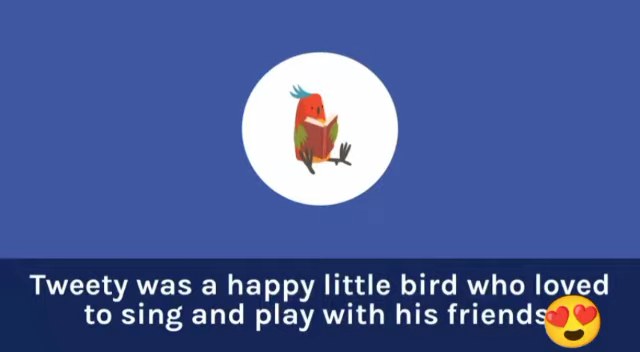 Tweety was a happy little bird who loved
to sing and play with his friends